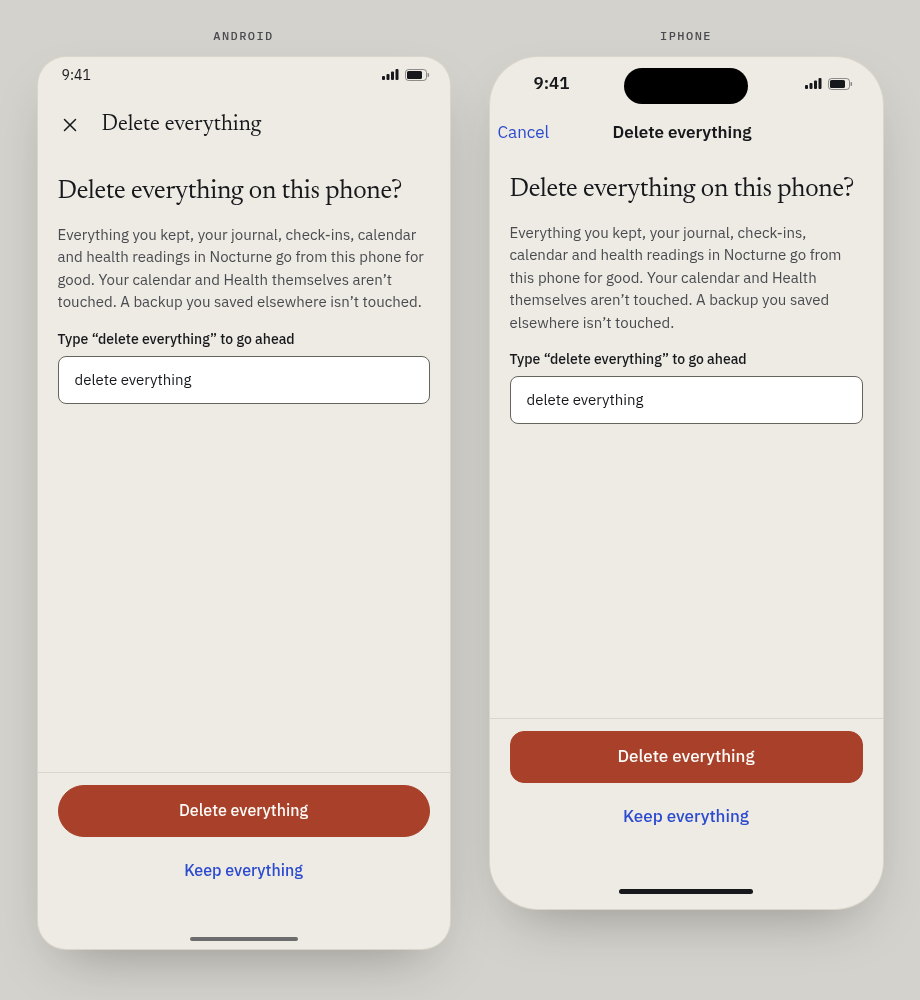 ANDROID
9:41
Delete everything
Delete everything on this phone?
Everything you kept, your journal, check-ins, calendar
and health readings in Nocturne go from this phone for
good. Your calendar and Health themselves aren’t
touched. A backup you saved elsewhere isn’t touched.
Type “delete everything” to go ahead
delete everything
Delete everything
Keep everything
IPHONE
9:41
Cancel
Delete everything
Delete everything on this phone?
Everything you kept, your journal, check-ins,
calendar and health readings in Nocturne go from
this phone for good. Your calendar and Health
themselves aren’t touched. A backup you saved
elsewhere isn’t touched.
Type “delete everything” to go ahead
delete everything
Delete everything
Keep everything